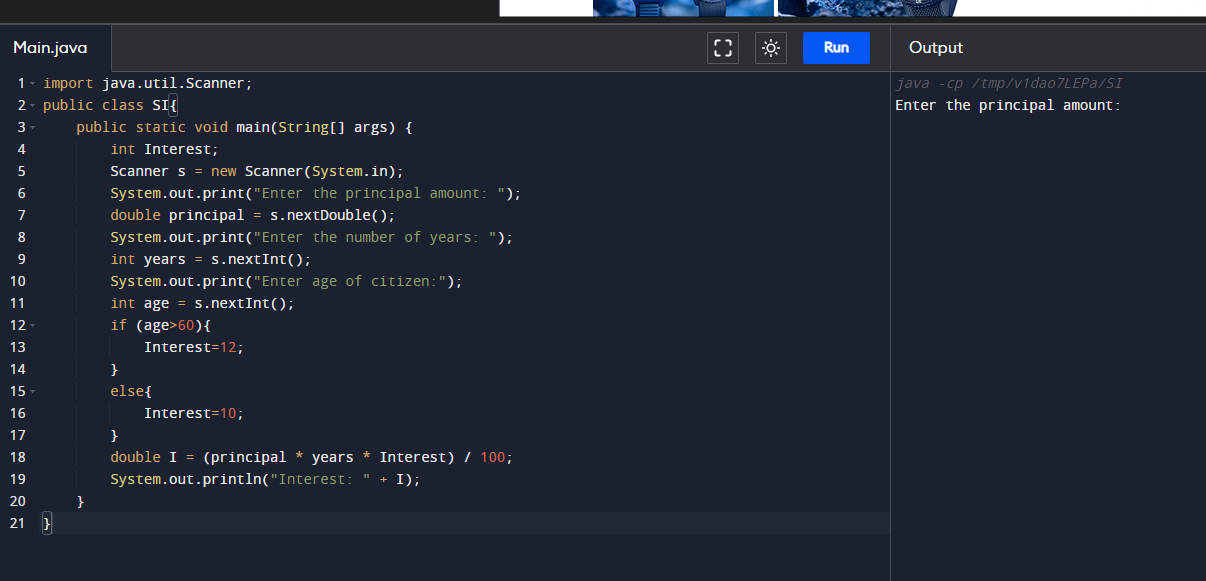 Main.java
Run
Output
1 import java.util.Scanner;
2 public class SI{
3     public static void main(String[] args) {
4         int Interest;
5         Scanner s = new Scanner(System.in);
6         System.out.print("Enter the principal amount: ");
7         double principal = s.nextDouble();
8         System.out.print("Enter the number of years: ");
9         int years = s.nextInt();
10         System.out.print("Enter age of citizen:");
11         int age = s.nextInt();
12         if (age>60){
13             Interest=12;
14         }
15         else{
16             Interest=10;
17         }
18         double I = (principal * years * Interest) / 100;
19         System.out.println("Interest: " + I);
20     }
21 }
java -cp /tmp/v1dao7LEPa/SI
Enter the principal amount: